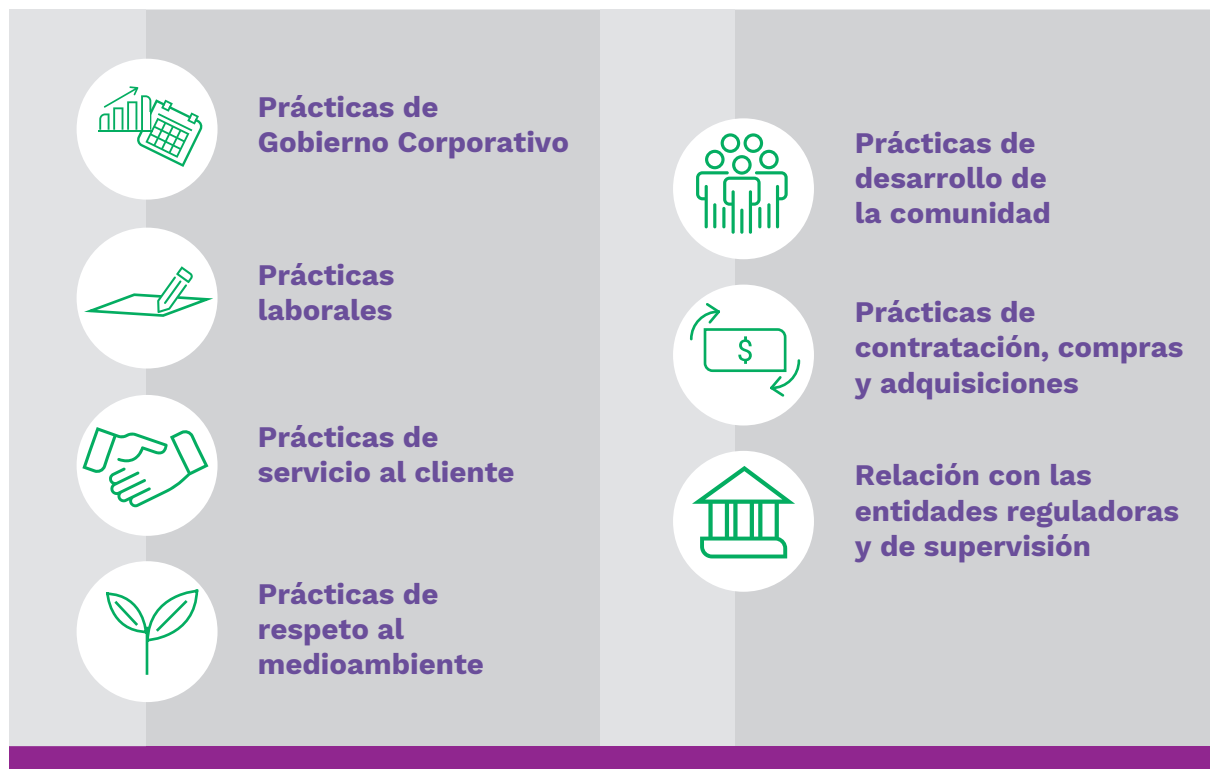 Prácticas de
Gobierno Corporativo
Prácticas
laborales
Prácticas de
servicio al cliente
Prácticas de
respeto al
medioambiente
Prácticas de
desarrollo de
la comunidad
$
Prácticas de
contratación, compras
y adquisiciones
Relación con las
entidades reguladoras
y de supervisión